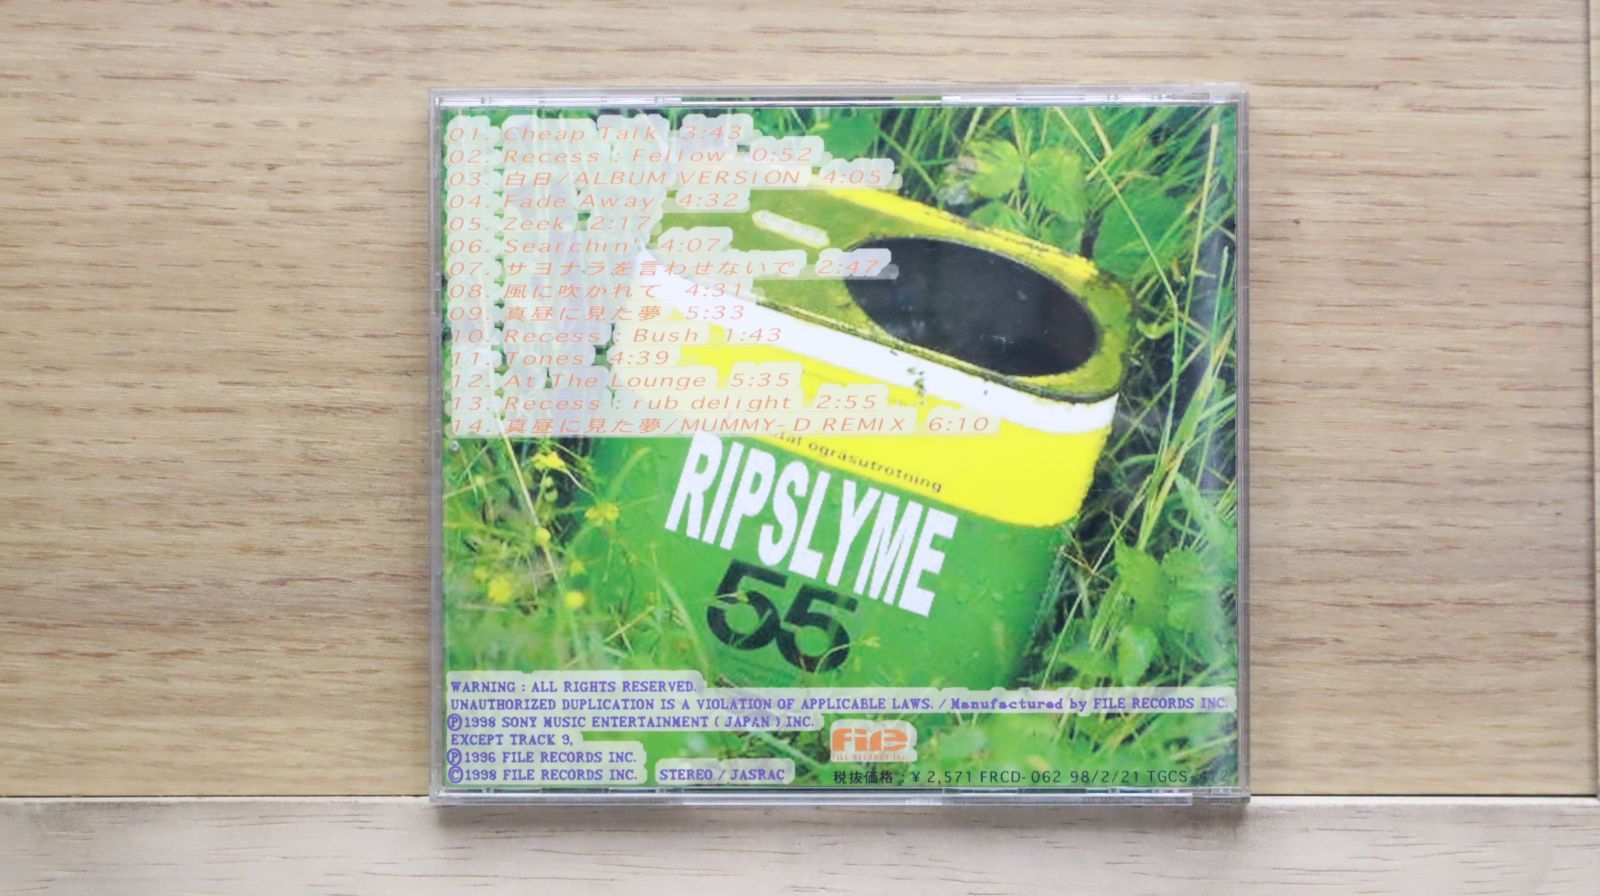 01. Cheap Talk 3:43
02. Recess : Fellow 0:52
03. 白日/ALBUM VERSION 4:05
04. Fade Away 4:32
05. Zeek 2:17
06. Searchin' 4:07
07. サヨナラを言わせないで 2:47
08. 風に吹かれて 4:31
09. 真昼に見た夢 5:33
10. Recess : Bush 1:43
11. Tones 4:39
12. At The Lounge 5:35
13. Recess : rub delight 2:55
14. 真昼に見た夢/MUMMY-D REMIX 6:10
ogräsutrotning
RIPSLYME
55
WARNING : ALL RIGHTS RESERVED.
UNAUTHORIZED DUPLICATION IS A VIOLATION OF APPLICABLE LAWS. / Manufactured by FILE RECORDS INC.
Ⓟ1998 SONY MUSIC ENTERTAINMENT ( JAPAN ) INC.
EXCEPT TRACK 9,
Ⓟ1996 FILE RECORDS INC.
©1998 FILE RECORDS INC. STEREO / JASRAC
File
FILE RECORDS INC.
税抜価格 : ¥ 2,571 FRCD-062 98/2/21